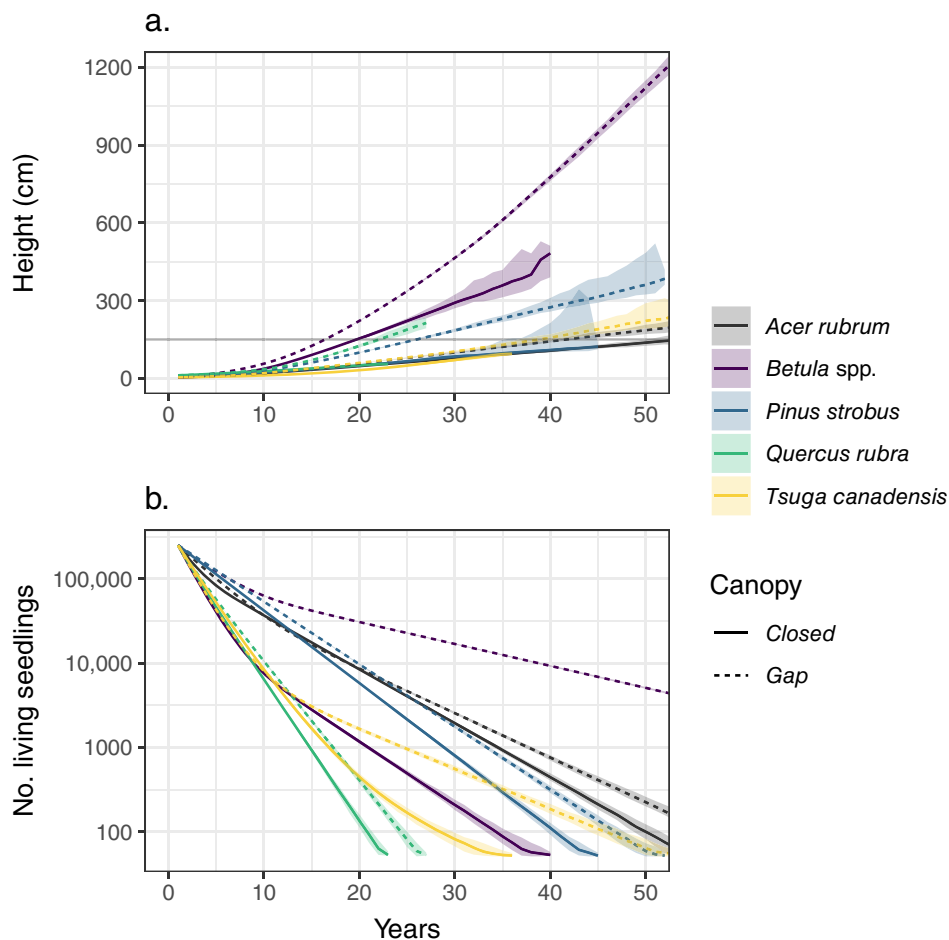 a.
1200
900
600
300
0
Height (cm)
0 10 20 30 40 50
Acer rubrum
Betula spp.
Pinus strobus
Quercus rubra
Tsuga canadensis
b.
100,000
10,000
1000
100
No. living seedlings
0 10 20 30 40 50
Years
Canopy
Closed
Gap